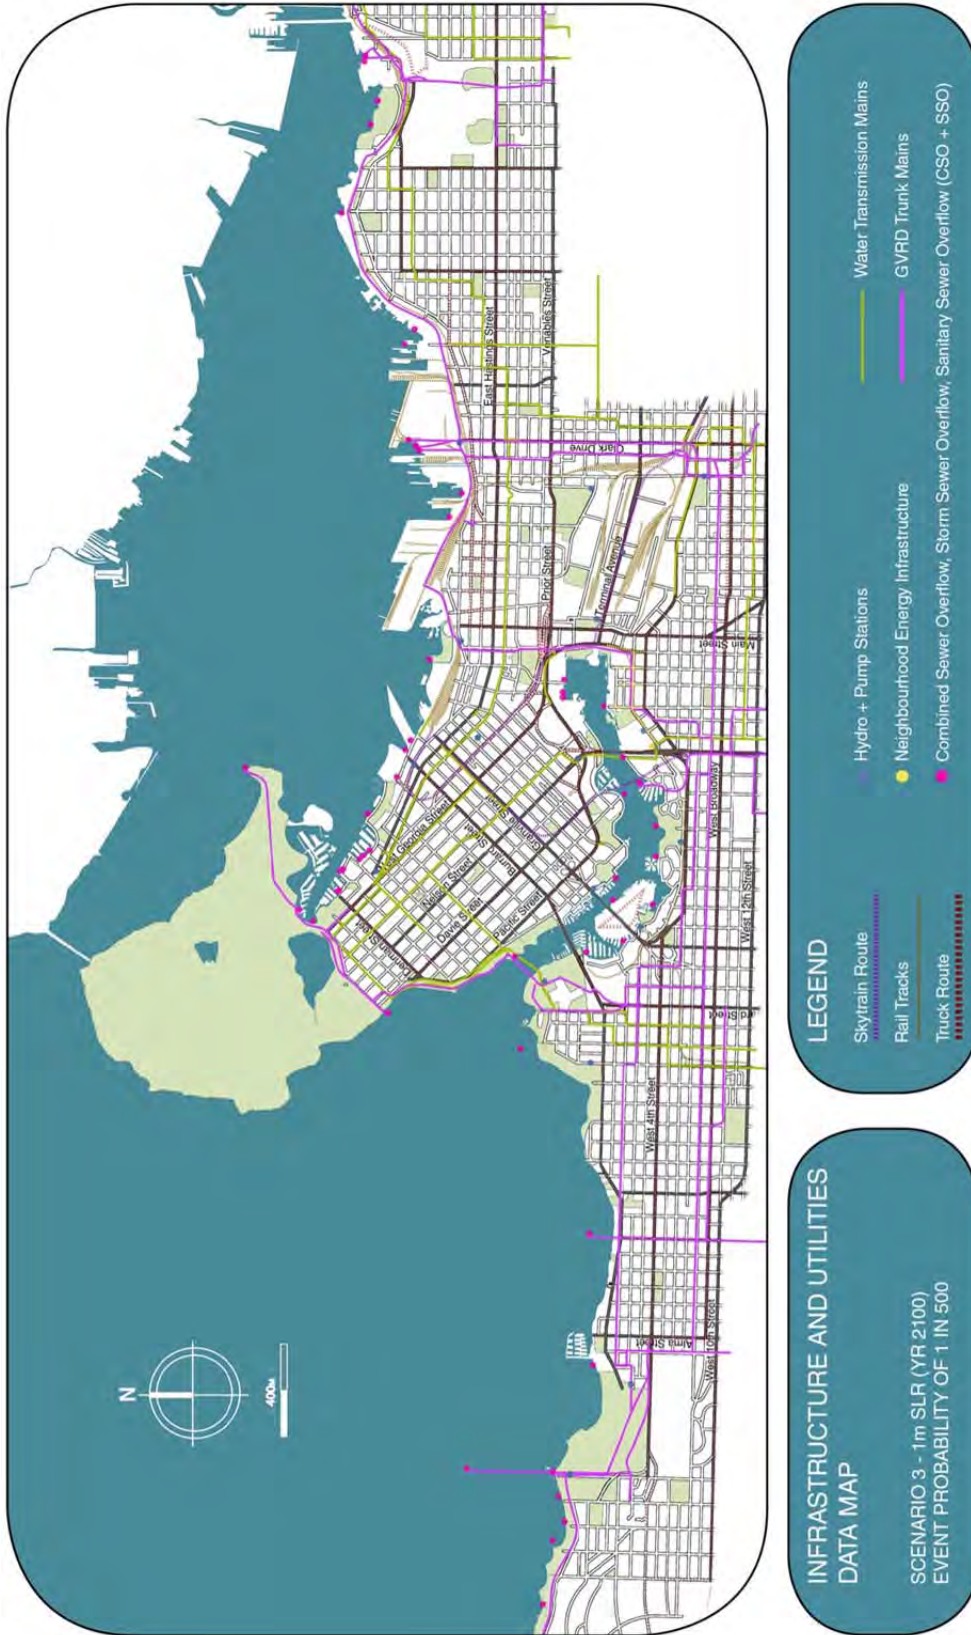 N
400M
East Hastings Street
Venables Street
Clark Drive
Prior Street
Terminal Avenue
Main Street
West Georgia Street
Burrard Street
Granville Street
Nelson Street
Davie Street
Pacific Street
Denman Street
West Broadway
West 12th Street
rd Street
West 4th Street
Alma Street
West 10th Street
INFRASTRUCTURE AND UTILITIES
DATA MAP
SCENARIO 3 - 1m SLR (YR 2100)
EVENT PROBABILITY OF 1 IN 500
LEGEND
Skytrain Route
Rail Tracks
Truck Route
Hydro + Pump Stations
Neighbourhood Energy Infrastructure
Combined Sewer Overflow, Storm Sewer Overflow, Sanitary Sewer Overflow (CSO + SSO)
Water Transmission Mains
GVRD Trunk Mains